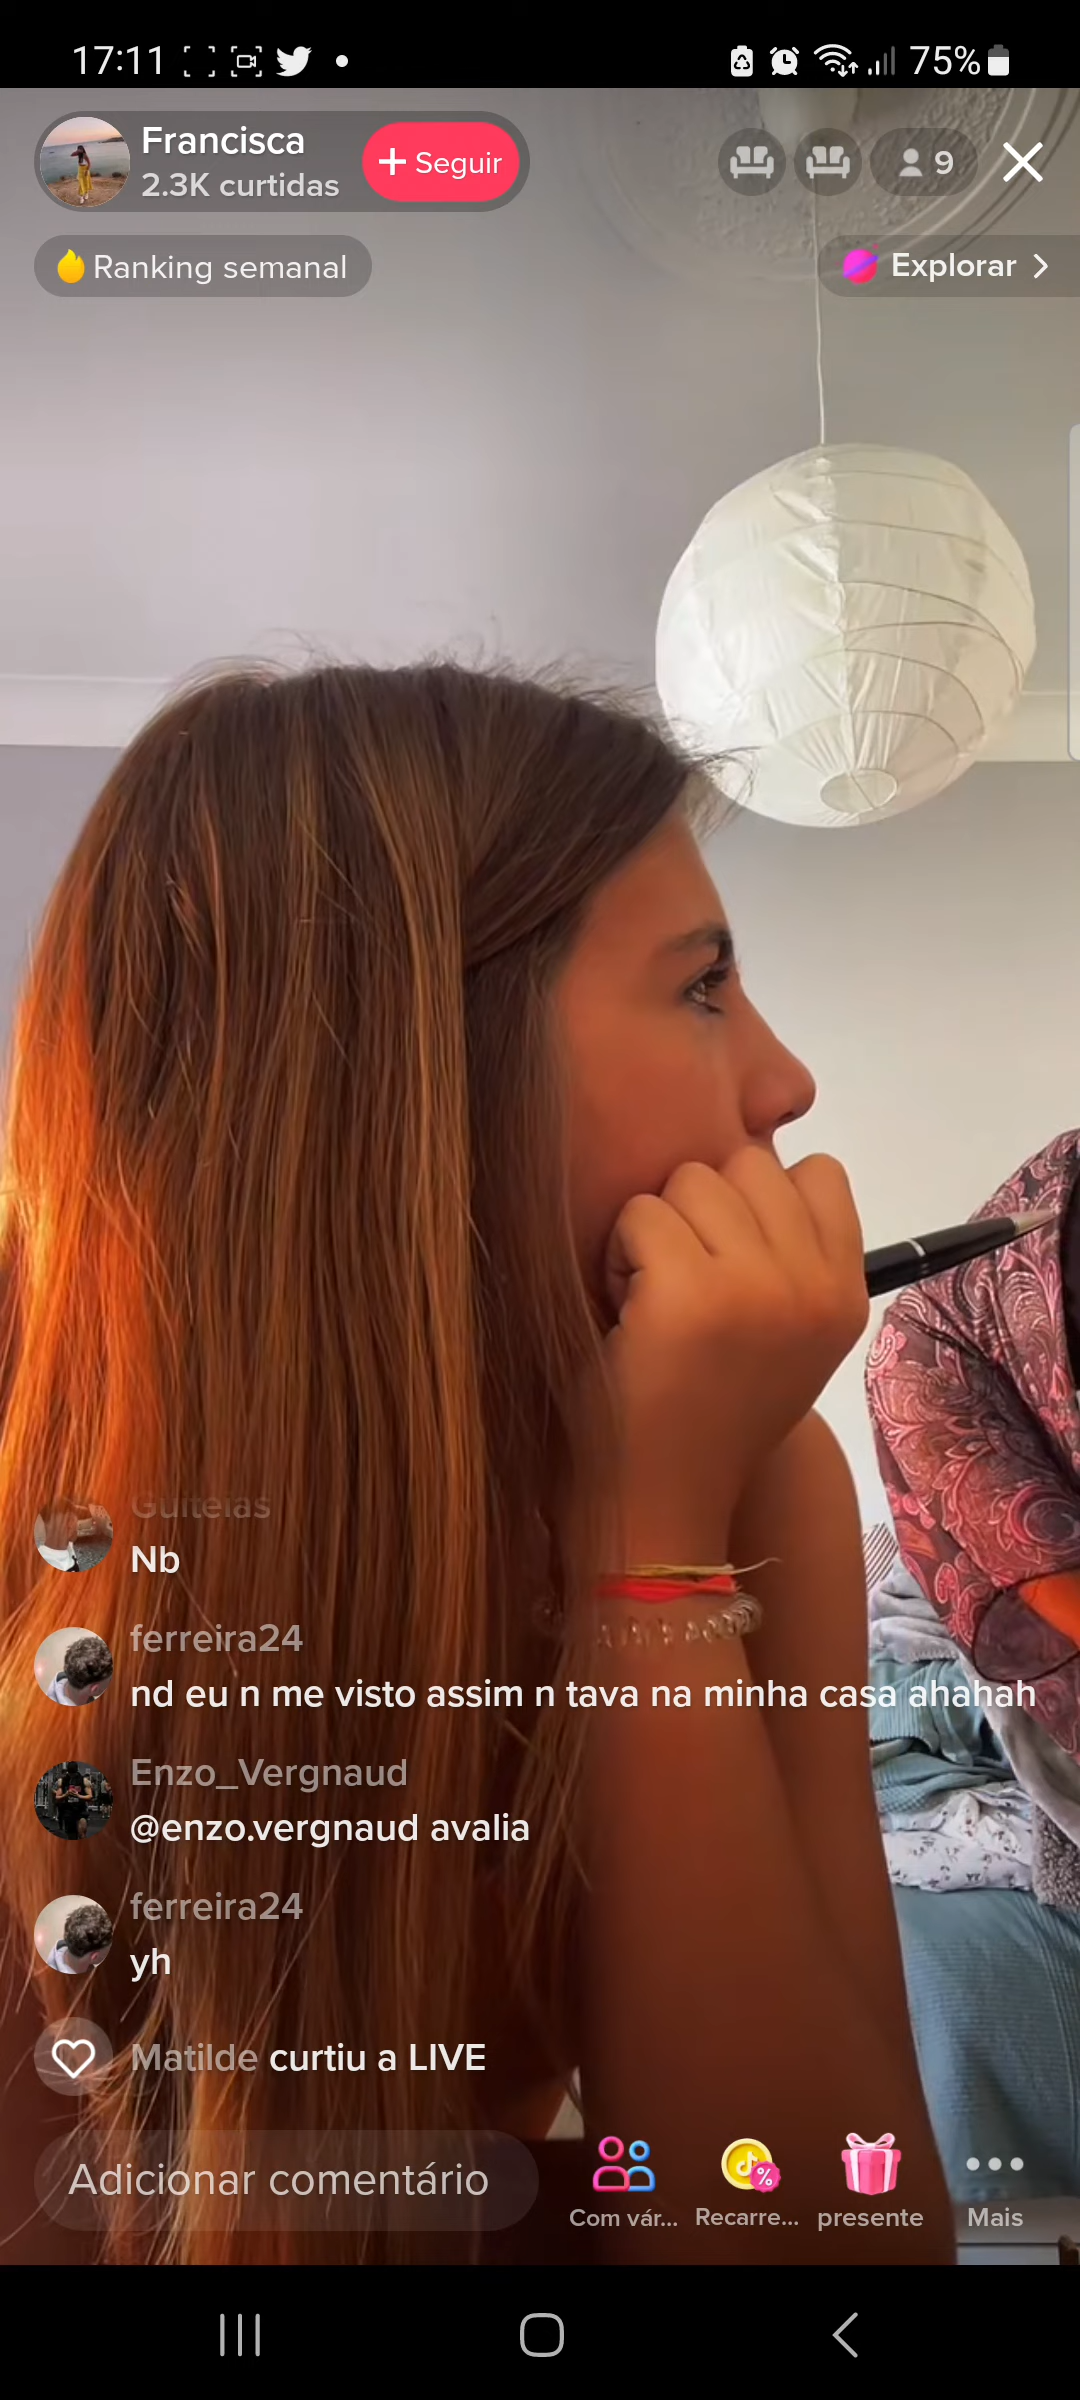 17:11
75%
Francisca
2.3K curtidas
+ Seguir
9
Ranking semanal
Explorar
Guiteias
Nb
ferreira24
nd eu n me visto assim n tava na minha casa ahahah
Enzo_Vergnaud
@enzo.vergnaud avalia
ferreira24
yh
Matilde curtiu a LIVE
Adicionar comentário
Com vár...
Recarre...
presente
Mais